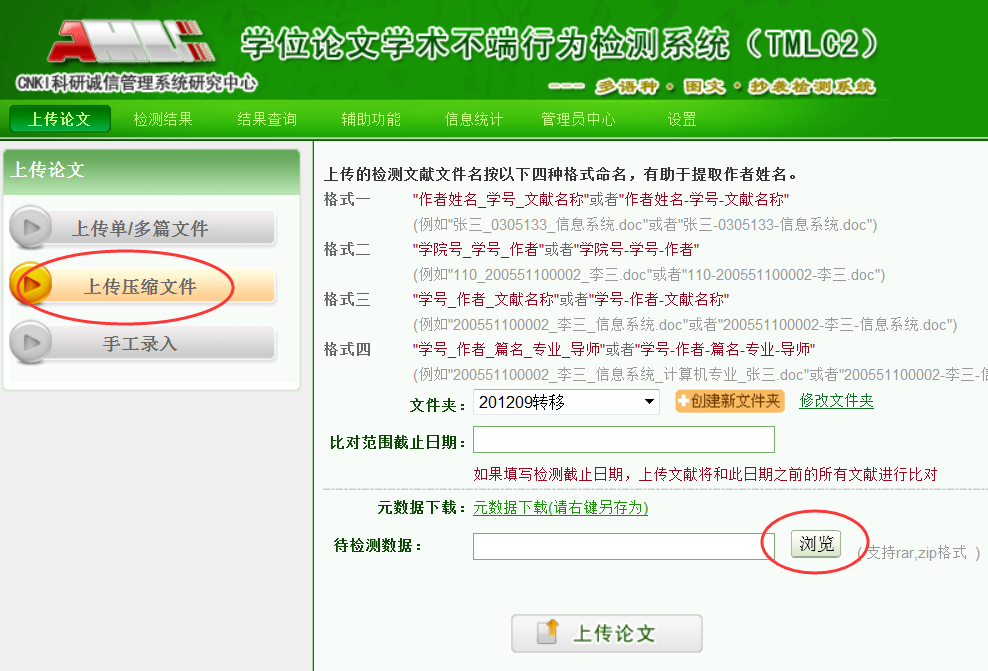 AMLC 学位论文学术不端行为检测系统（TMLC2）
CNKI科研诚信管理系统研究中心
--- 多语种 · 图文 · 抄袭检测系统
上传论文 检测结果 结果查询 辅助功能 信息统计 管理员中心 设置
上传论文
上传单/多篇文件
上传压缩文件
手工录入
上传的检测文献文件名按以下四种格式命名，有助于提取作者姓名。
格式一 "作者姓名_学号_文献名称"或者"作者姓名-学号-文献名称"
(例如"张三_0305133_信息系统.doc"或者"张三-0305133-信息系统.doc")
格式二 "学院号_学号_作者"或者"学院号-学号-作者"
(例如"110_200551100002_李三.doc"或者"110-200551100002-李三.doc")
格式三 "学号_作者_文献名称"或者"学号-作者-文献名称"
(例如"200551100002_李三_信息系统.doc"或者"200551100002-李三-信息系统.doc")
格式四 "学号_作者_篇名_专业_导师"或者"学号-作者-篇名-专业-导师"
(例如"200551100002_李三_信息系统_计算机专业_张三.doc"或者"200551100002-李三-信
文件夹： 201209转移 创建新文件夹 修改文件夹
比对范围截止日期：
如果填写检测截止日期，上传文献将和此日期之前的所有文献进行比对
元数据下载： 元数据下载(请右键另存为)
待检测数据： 浏览 (支持rar,zip格式 )
上传论文